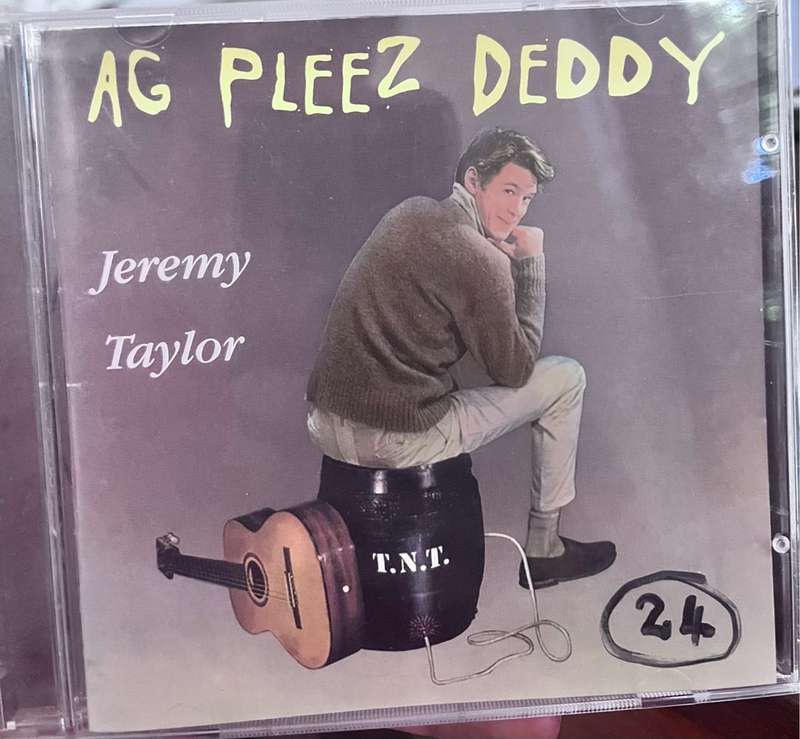 AG PLEEZ DEDDY
Jeremy
Taylor
T.N.T.
24